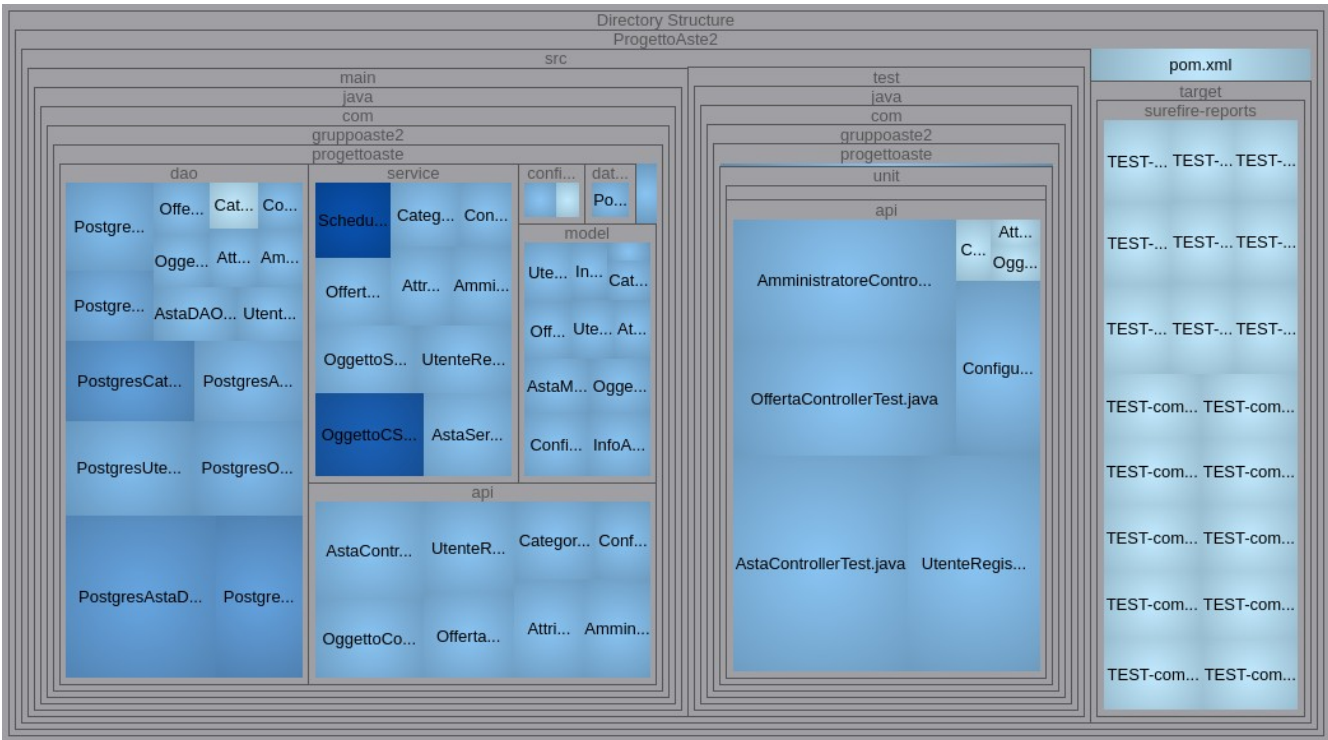 Directory Structure
ProgettoAste2
src
main
java
com
gruppoaste2
progettoaste
dao
Postgre...
Offe...
Cat...
Co...
Ogge...
Att...
Am...
Postgre...
AstaDAO...
Utent...
PostgresCat...
PostgresA...
PostgresUte...
PostgresO...
PostgresAstaD...
Postgre...
service
Schedu...
Categ...
Con...
Offert...
Attr...
Ammi...
OggettoS...
UtenteRe...
OggettoCS...
AstaSer...
confi...
dat...
Po...
model
Ute...
In...
Cat...
Off...
Ute...
At...
AstaM...
Ogge...
Confi...
InfoA...
api
AstaContr...
UtenteR...
Categor...
Conf...
OggettoCo...
Offerta...
Attri...
Ammin...
test
java
com
gruppoaste2
progettoaste
unit
api
AmministratoreContro...
C...
Att...
Ogg...
OffertaControllerTest.java
Configu...
AstaControllerTest.java
UtenteRegis...
pom.xml
target
surefire-reports
TEST-...
TEST-...
TEST-...
TEST-...
TEST-...
TEST-...
TEST-...
TEST-...
TEST-...
TEST-com...
TEST-com...
TEST-com...
TEST-com...
TEST-com...
TEST-com...
TEST-com...
TEST-com...
TEST-com...
TEST-com...